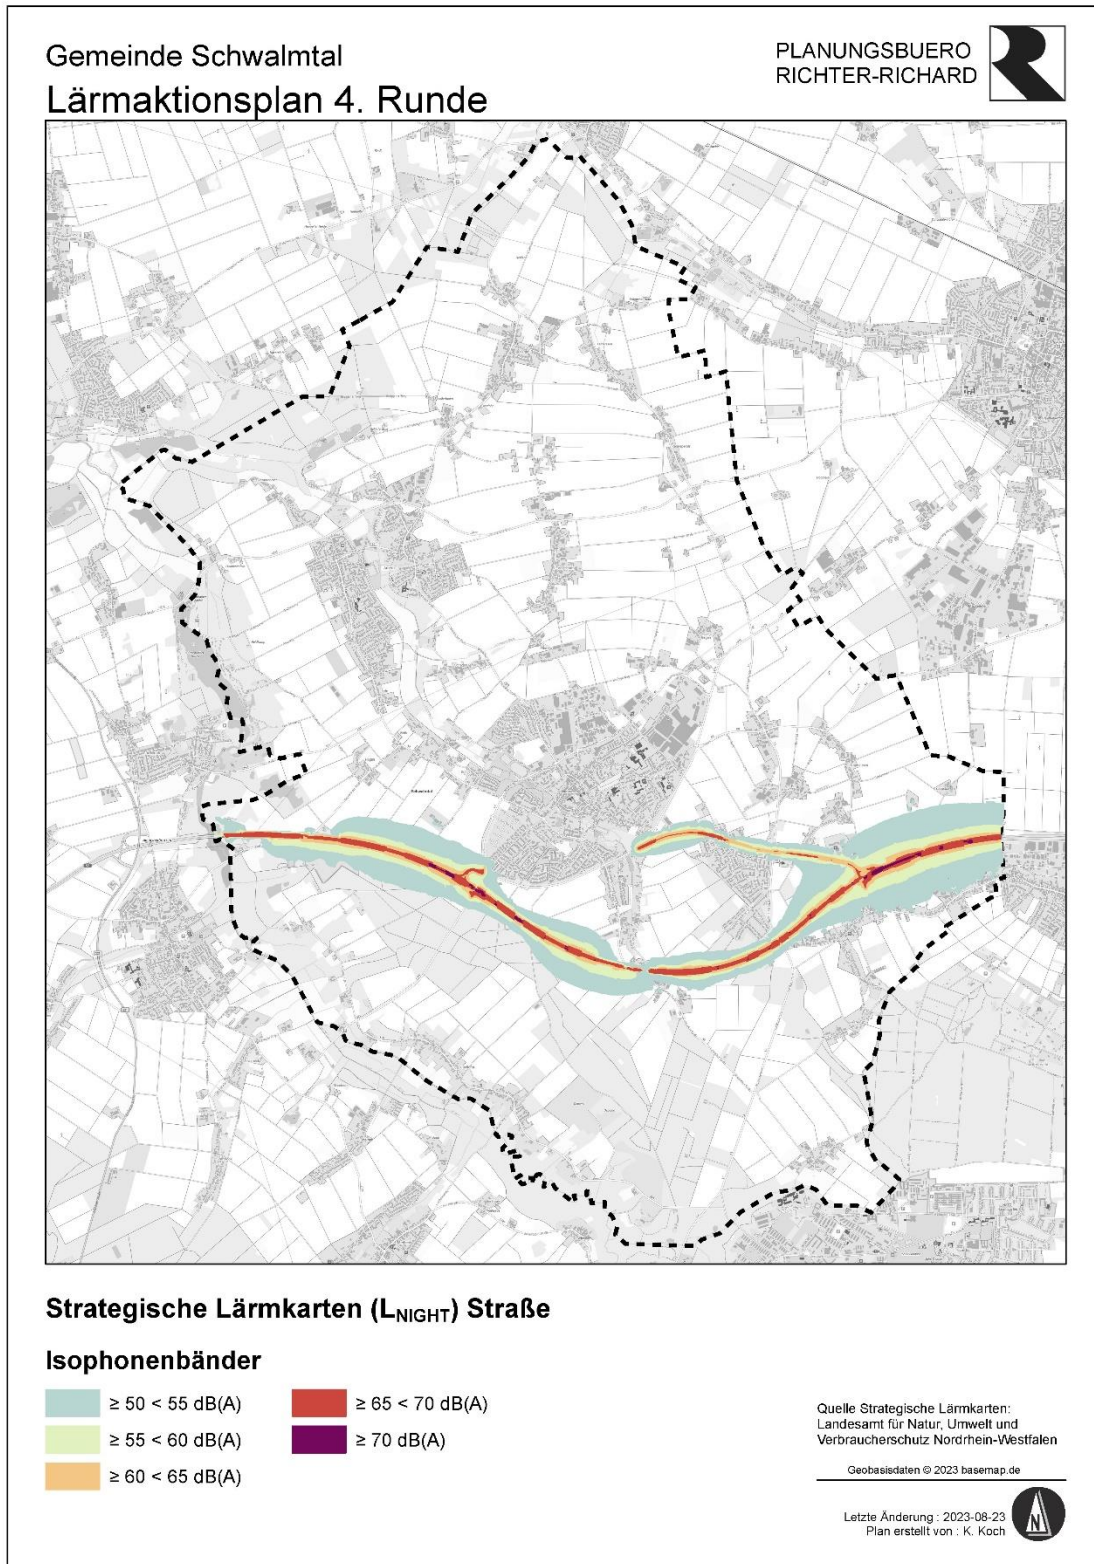 Gemeinde Schwalmtal
Lärmaktionsplan 4. Runde
PLANUNGSBUERO
RICHTER-RICHARD
Strategische Lärmkarten (LNIGHT) Straße
Isophonenbänder
≥ 50 < 55 dB(A)
≥ 55 < 60 dB(A)
≥ 60 < 65 dB(A)
≥ 65 < 70 dB(A)
≥ 70 dB(A)
Quelle Strategische Lärmkarten:
Landesamt für Natur, Umwelt und
Verbraucherschutz Nordrhein-Westfalen
Geobasisdaten © 2023 basemap.de
Letzte Änderung : 2023-08-23
Plan erstellt von : K. Koch
N